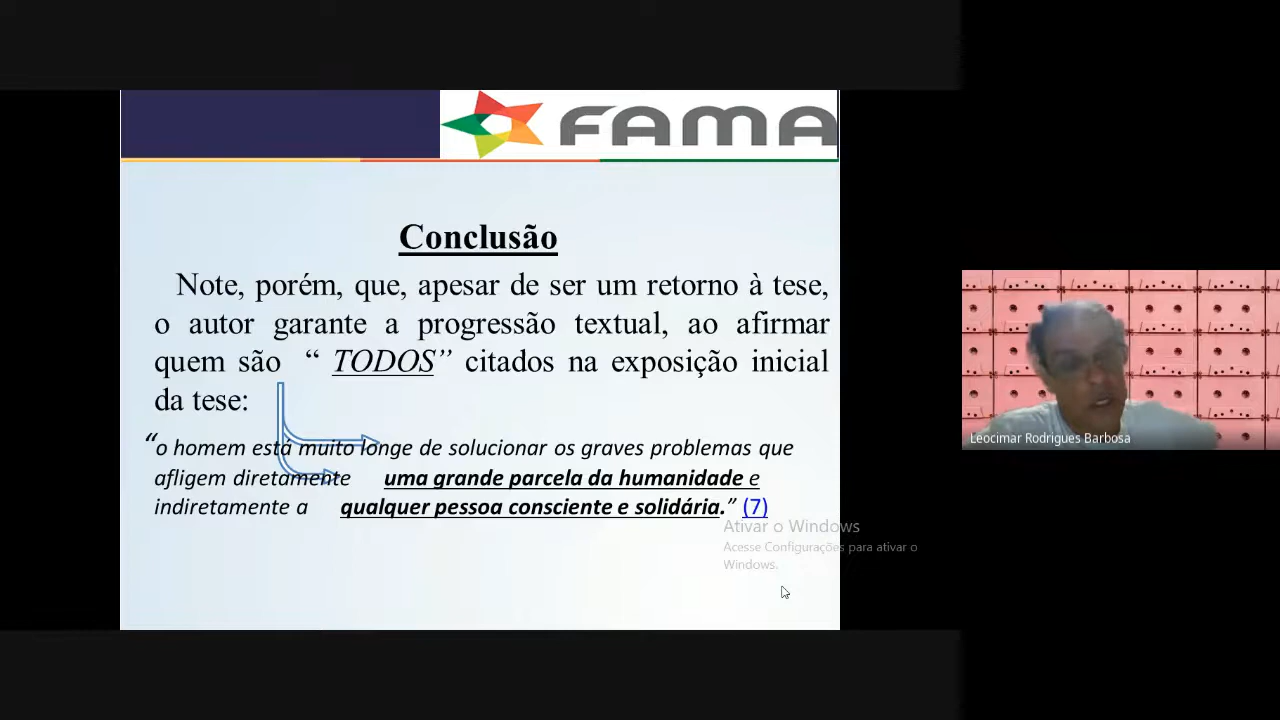 FAMA
Conclusão
Note, porém, que, apesar de ser um retorno à tese,
o autor garante a progressão textual, ao afirmar
quem são “ TODOS” citados na exposição inicial
da tese:
“o homem está muito longe de solucionar os graves problemas que
afligem diretamente uma grande parcela da humanidade e
indiretamente a qualquer pessoa consciente e solidária.” (7)
Ativar o Windows
Acesse Configurações para ativar o
Windows.
Leocimar Rodrigues Barbosa